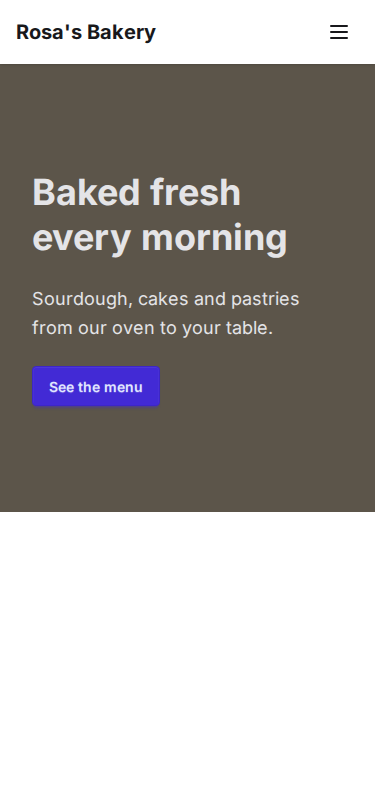 Rosa's Bakery
Baked fresh
every morning
Sourdough, cakes and pastries
from our oven to your table.
See the menu